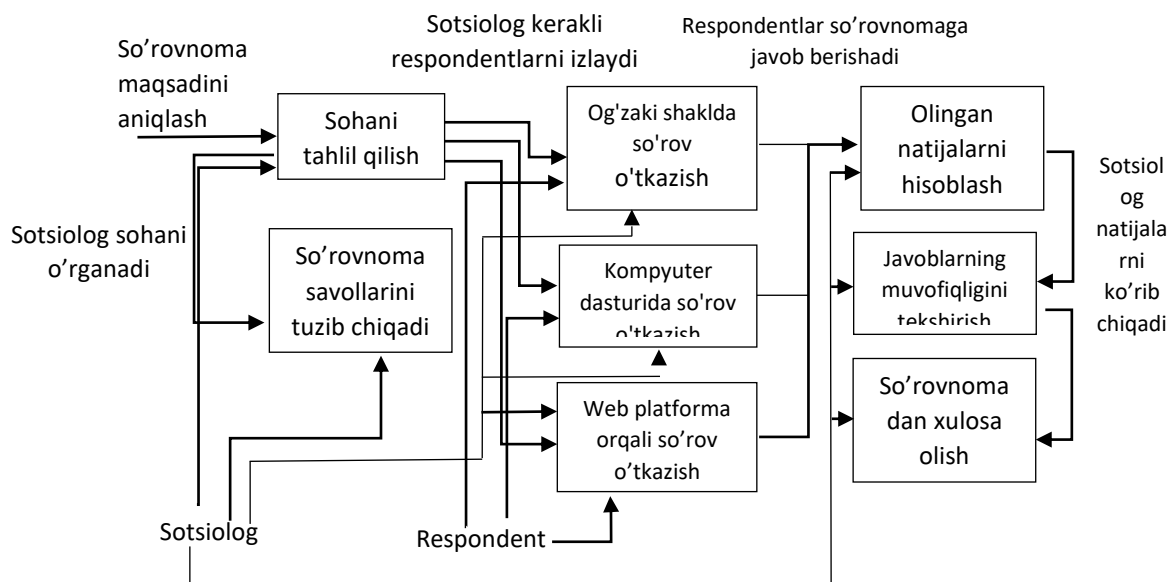 So’rovnoma
maqsadini
aniqlash
Sotsiolog sohani
o’rganadi
Sohani
tahlil qilish
So’rovnoma
savollarini
tuzib chiqadi
Sotsiolog kerakli
respondentlarni izlaydi
Og'zaki shaklda
so'rov
o'tkazish
Kompyuter
dasturida so'rov
o'tkazish
Web platforma
orqali so’rov
o’tkazish
Respondentlar so’rovnomaga
javob berishadi
Olingan
natijalarni
hisoblash
Javoblarning
muvofiqligini
tekshirish
So’rovnoma
dan xulosa
olish
Sotsiol
og
natijala
rni
ko’rib
chiqadi
Sotsiolog
Respondent